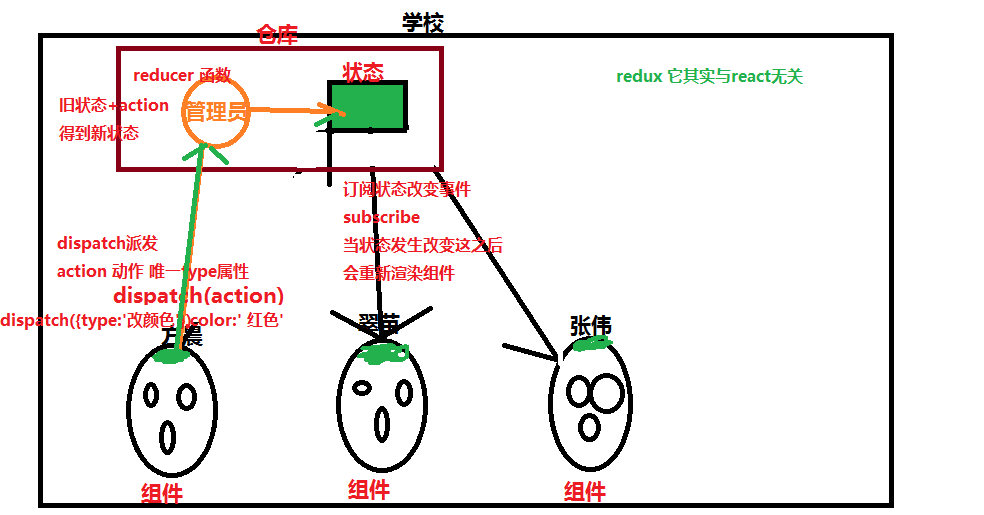 学校
仓库
reducer 函数
状态
redux 它其实与react无关
旧状态+action
管理员
得到新状态
订阅状态改变事件
subscribe
当状态发生改变这之后
会重新渲染组件
dispatch派发
action 动作 唯一type属性
dispatch(action)
dispatch({type:'改颜色'})color:' 红色'
方晨
翠苗
张伟
组件
组件
组件